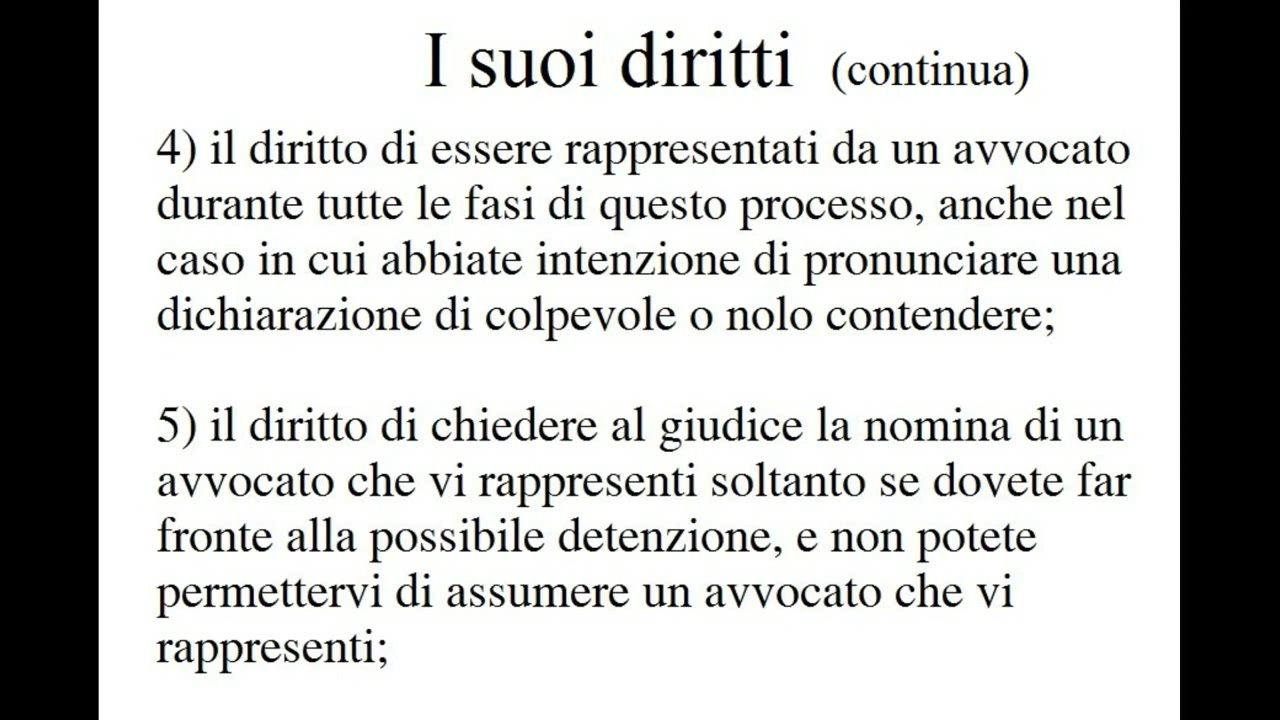 I suoi diritti (continua)
4) il diritto di essere rappresentati da un avvocato
durante tutte le fasi di questo processo, anche nel
caso in cui abbiate intenzione di pronunciare una
dichiarazione di colpevole o nolo contendere;
5) il diritto di chiedere al giudice la nomina di un
avvocato che vi rappresenti soltanto se dovete far
fronte alla possibile detenzione, e non potete
permettervi di assumere un avvocato che vi
rappresenti;